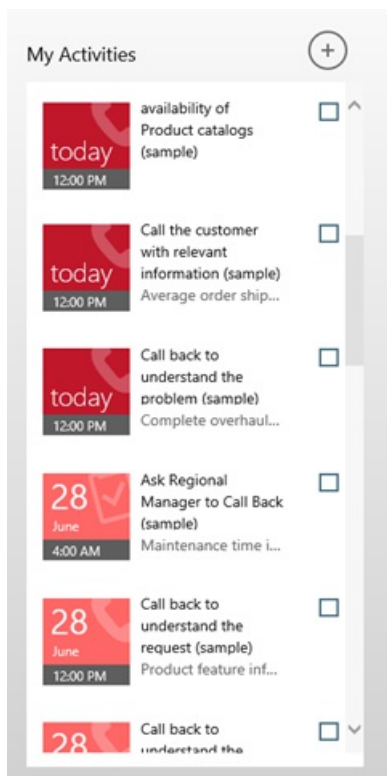 My Activities
availability of
Product catalogs
(sample)
today
12:00 PM
Call the customer
with relevant
information (sample)
Average order ship...
today
12:00 PM
Call back to
understand the
problem (sample)
Complete overhaul...
today
12:00 PM
Ask Regional
Manager to Call Back
(sample)
Maintenance time i...
28
June
4:00 AM
Call back to
understand the
request (sample)
Product feature inf...
28
June
12:00 PM
Call back to
understand the
28